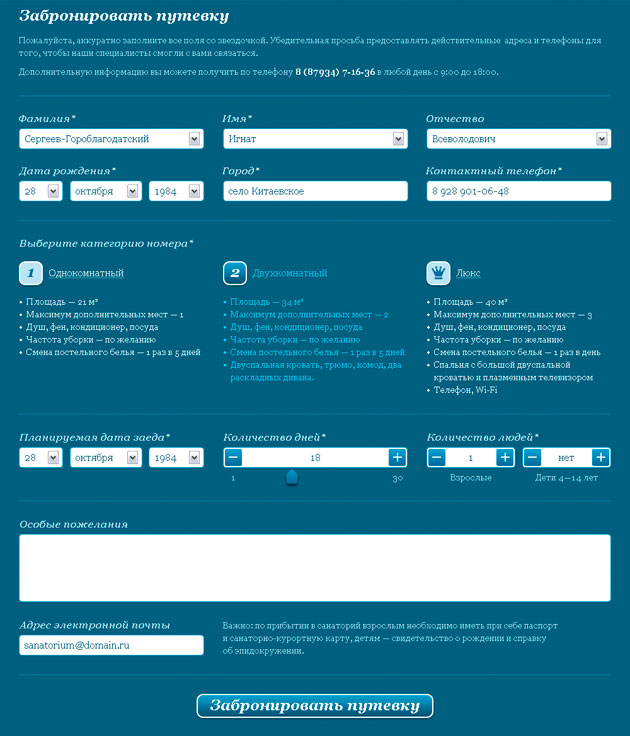 Забронировать путевку
Пожалуйста, аккуратно заполните все поля со звездочкой. Убедительная просьба предоставлять действительные адреса и телефоны для
того, чтобы наши специалисты смогли с вами связаться.
Дополнительную информацию вы можете получить по телефону 8 (87934) 7-16-36 в любой день с 9:00 до 18:00.
Фамилия* Имя* Отчество
Сергеев-Гороблагодатский Игнат Всеволодович
Дата рождения* Город* Контактный телефон*
28 октября 1984 село Китаевское 8 928 901-06-48
Выберите категорию номера*
1 Однокомнатный
• Площадь — 21 м²
• Максимум дополнительных мест — 1
• Душ, фен, кондиционер, посуда
• Частота уборки — по желанию
• Смена постельного белья — 1 раз в 5 дней
2 Двухкомнатный
• Площадь — 34 м²
• Максимум дополнительных мест — 2
• Душ, фен, кондиционер, посуда
• Частота уборки — по желанию
• Смена постельного белья — 1 раз в 5 дней
• Двуспальная кровать, трюмо, комод, два
раскладных дивана.
Люкс
• Площадь — 40 м²
• Максимум дополнительных мест — 3
• Душ, фен, кондиционер, посуда
• Частота уборки — по желанию
• Смена постельного белья — 1 раз в день
• Спальня с большой двуспальной
кроватью и плазменным телевизором
• Телефон, Wi-Fi
Планируемая дата заеда* Количество дней* Количество людей*
28 октября 1984 − 18 + − 1 + − нет +
1 30 Взрослые Дети 4—14 лет
Особые пожелания
Адрес электронной почты
sanatorium@domain.ru
Важно: по прибытии в санаторий взрослым необходимо иметь при себе паспорт
и санаторно-курортную карту, детям — свидетельство о рождении и справку
об эпидокружении.
Забронировать путевку